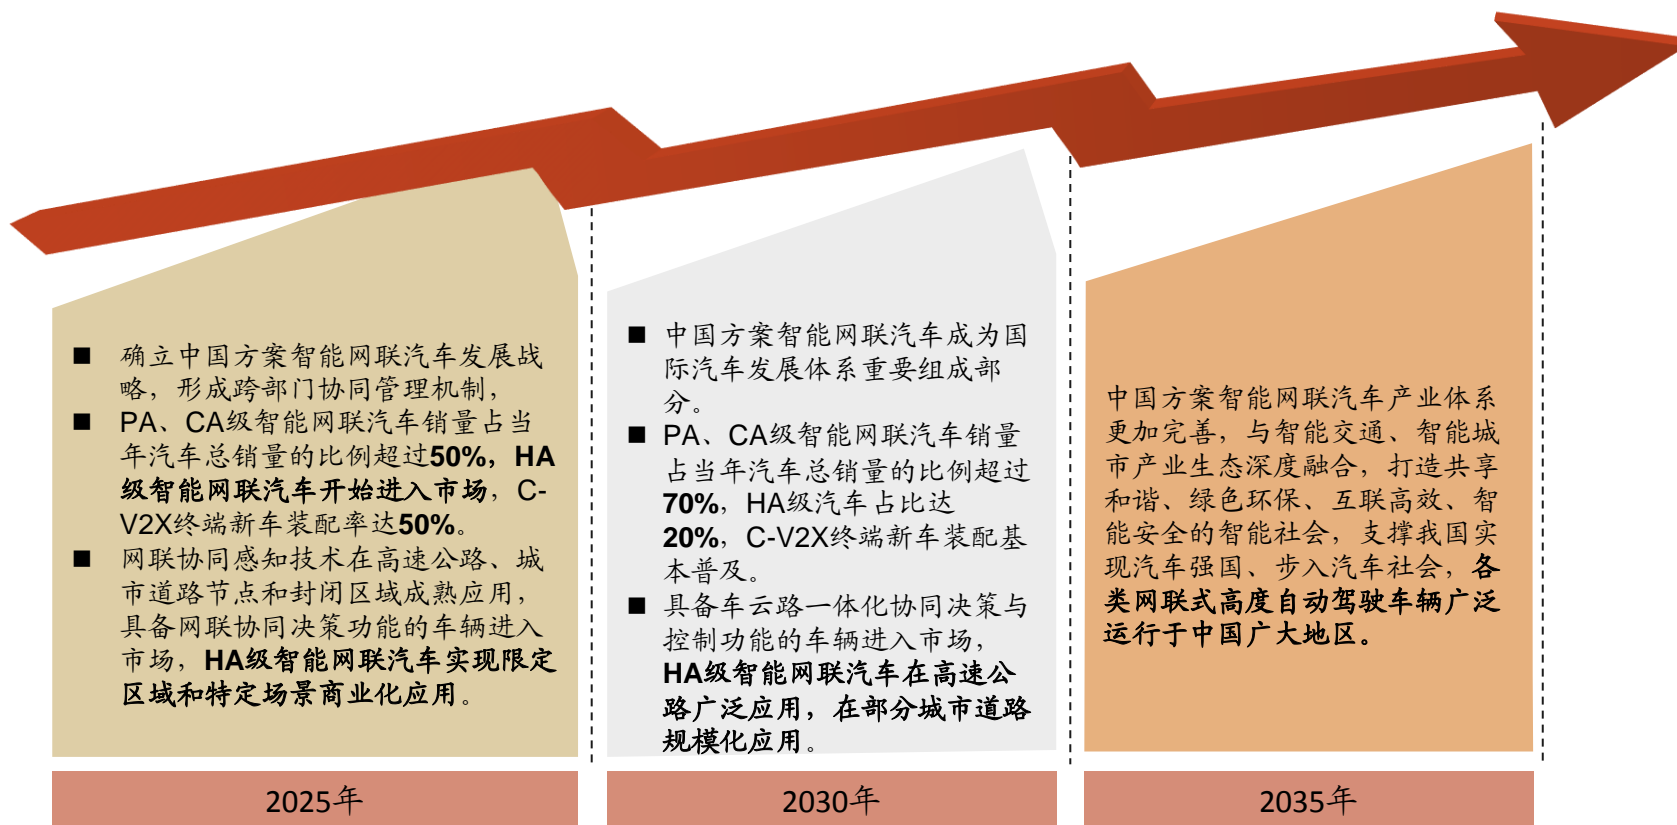 ■ 确立中国方案智能网联汽车发展战
略，形成跨部门协同管理机制，
■ PA、CA级智能网联汽车销量占当
年汽车总销量的比例超过50%，HA
级智能网联汽车开始进入市场，C-
V2X终端新车装配率达50%。
■ 网联协同感知技术在高速公路、城
市道路节点和封闭区域成熟应用，
具备网联协同决策功能的车辆进入
市场，HA级智能网联汽车实现限定
区域和特定场景商业化应用。
2025年
■ 中国方案智能网联汽车成为国
际汽车发展体系重要组成部
分。
■ PA、CA级智能网联汽车销量
占当年汽车总销量的比例超过
70%，HA级汽车占比达
20%，C-V2X终端新车装配基
本普及。
■ 具备车云路一体化协同决策与
控制功能的车辆进入市场，
HA级智能网联汽车在高速公
路广泛应用，在部分城市道路
规模化应用。
2030年
中国方案智能网联汽车产业体系
更加完善，与智能交通、智能城
市产业生态深度融合，打造共享
和谐、绿色环保、互联高效、智
能安全的智能社会，支撑我国实
现汽车强国、步入汽车社会，各
类网联式高度自动驾驶车辆广泛
运行于中国广大地区。
2035年